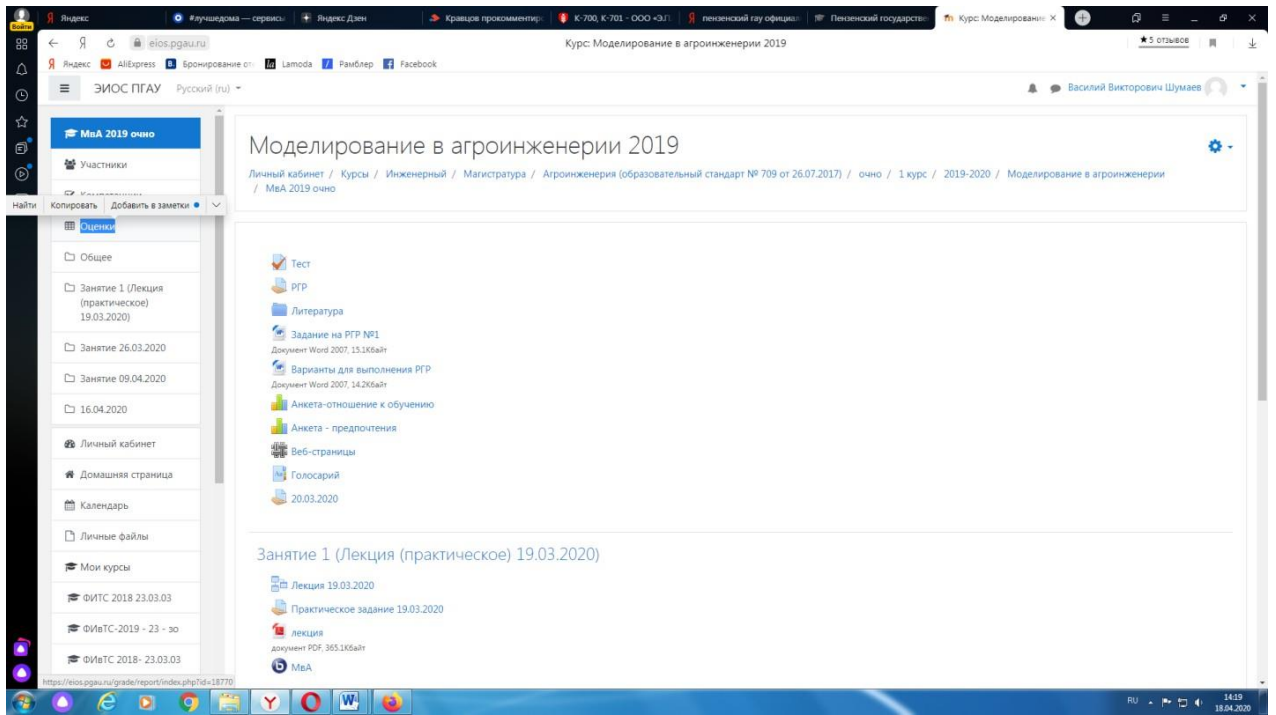 Яндекс
#лучшедома — сервисы
Яндекс Дзен
Кравцов прокомментир
К-700, К-701 - ООО «ЭЛ
пензенский гау официал
Пензенский государстве
Курс: Моделирование
Войти
eios.pgau.ru
Курс: Моделирование в агроинженерии 2019
★5 отзывов
Яндекс
AliExpress
Бронирование от
Lamoda
Рамблер
Facebook
ЭИОС ПГАУ
Русский (ru)
Василий Викторович Шумаев
МвА 2019 очно
Участники
Компетенции
Найти
Копировать
Добавить в заметки
Оценки
Общее
Занятие 1 (Лекция
(практическое)
19.03.2020)
Занятие 26.03.2020
Занятие 09.04.2020
16.04.2020
Личный кабинет
Домашняя страница
Календарь
Личные файлы
Мои курсы
ФИТС 2018 23.03.03
ФИвТС-2019 - 23 - зо
ФИвТС 2018- 23.03.03
https://eios.pgau.ru/grade/report/index.php?id=18770
Моделирование в агроинженерии 2019
Личный кабинет / Курсы / Инженерный / Магистратура / Агроинженерия (образовательный стандарт № 709 от 26.07.2017) / очно / 1 курс / 2019-2020 / Моделирование в агроинженерии
/ МвА 2019 очно
Тест
РГР
Литература
Задание на РГР №1
Документ Word 2007, 15.1Кбайт
Варианты для выполнения РГР
Документ Word 2007, 14.2Кбайт
Анкета-отношение к обучению
Анкета - предпочтения
Веб-страницы
Голосарий
20.03.2020
Занятие 1 (Лекция (практическое) 19.03.2020)
Лекция 19.03.2020
Практическое задание 19.03.2020
лекция
документ PDF, 365.1Кбайт
МвА
RU
14:19
18.04.2020